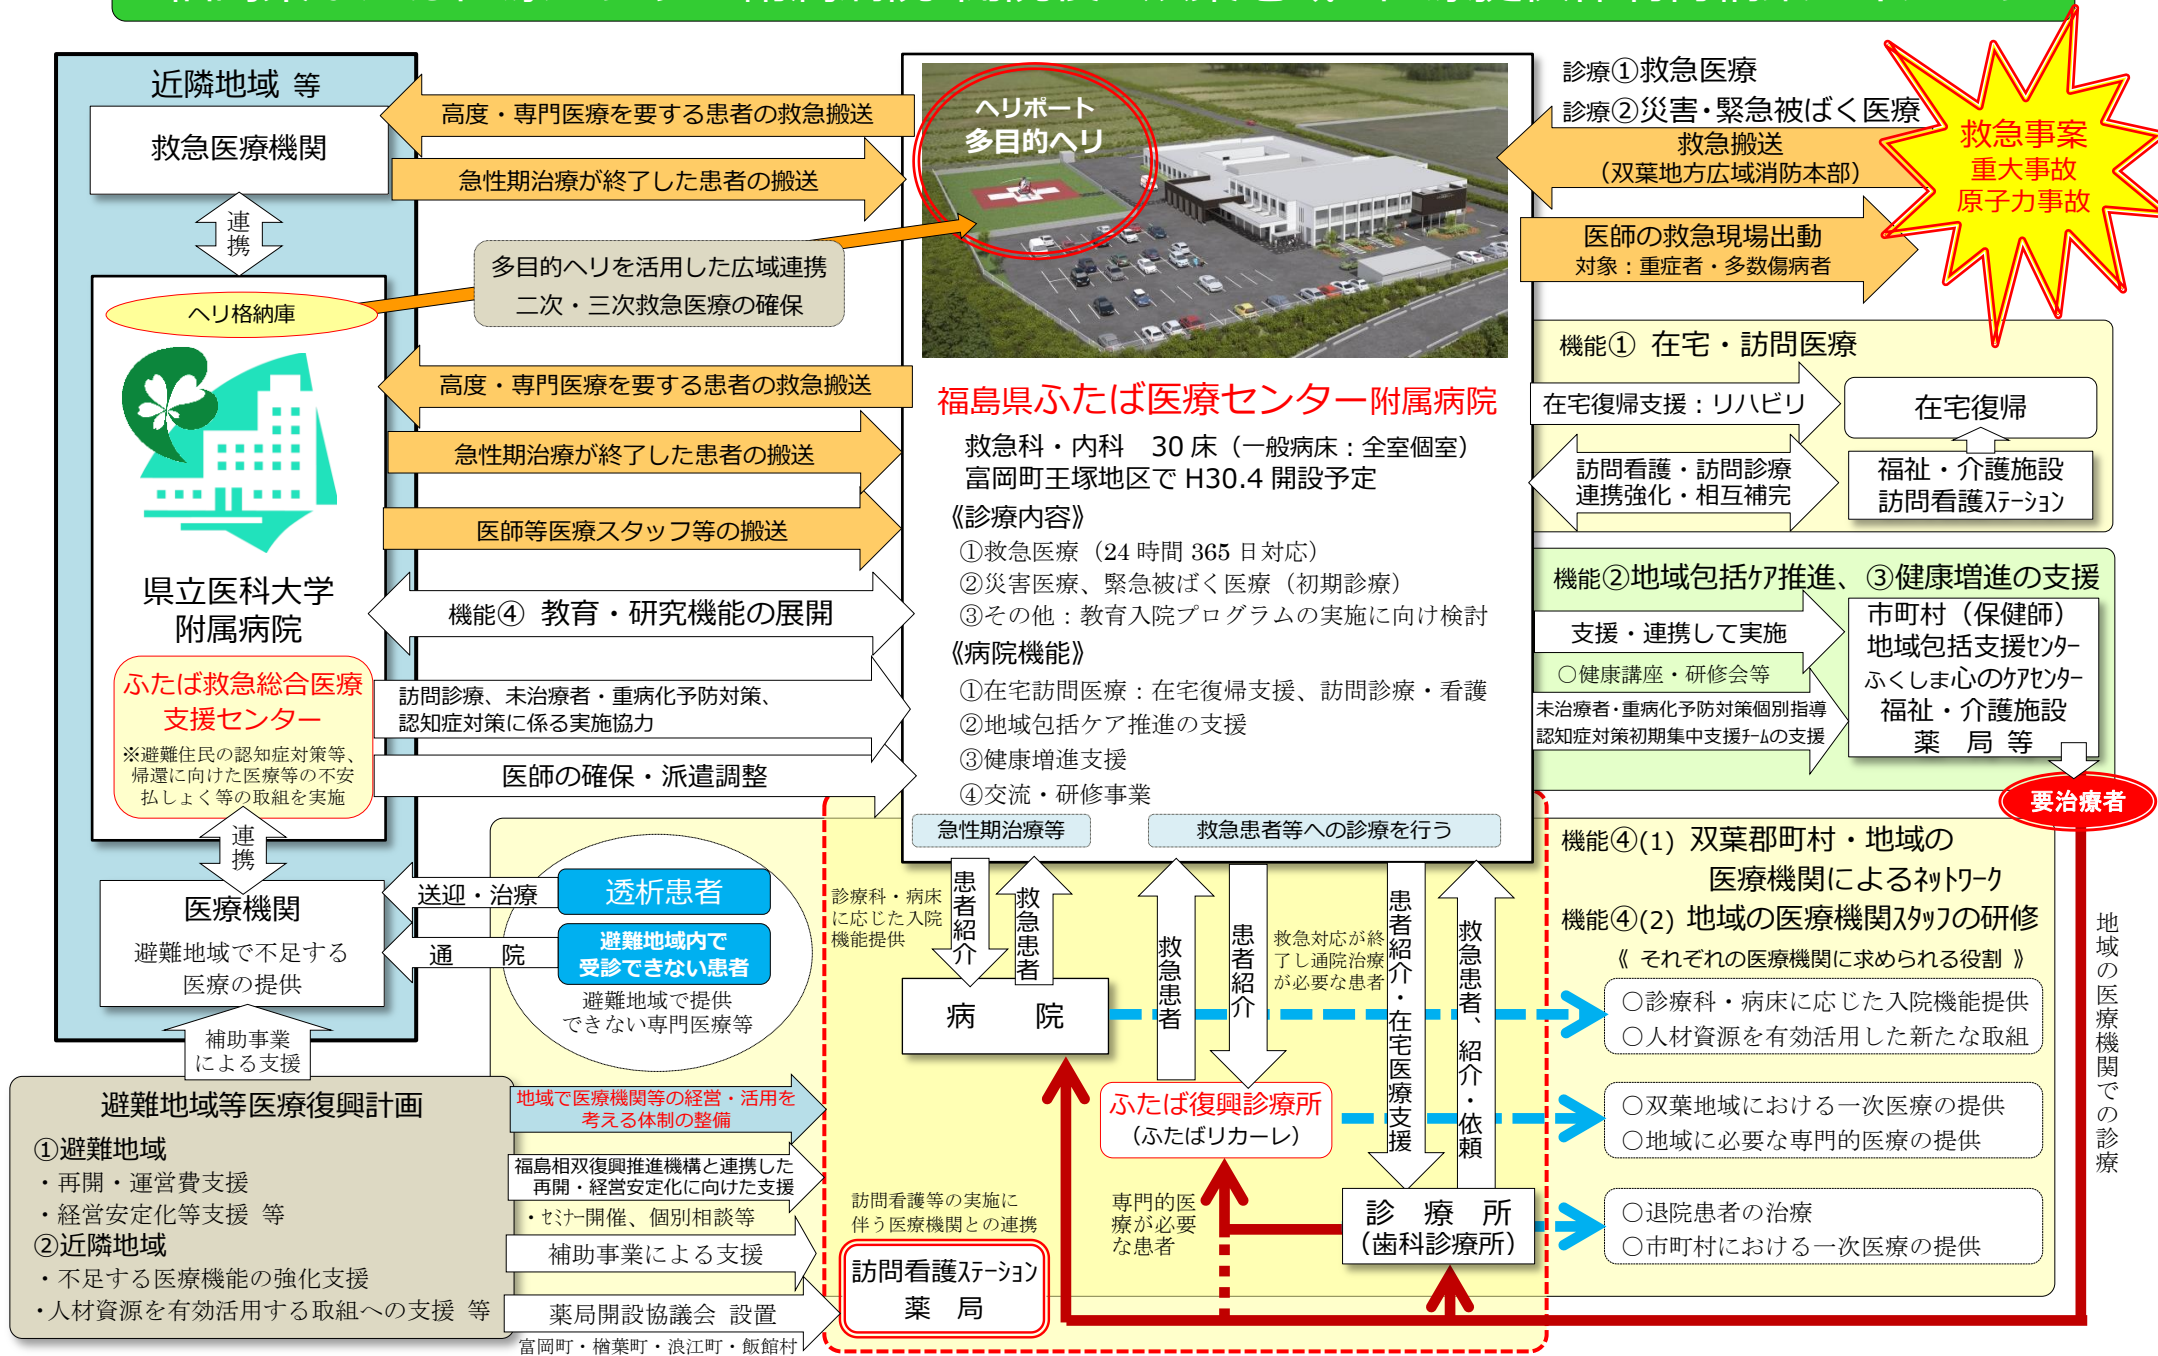 近隣地域 等
救急医療機関
連携
ヘリ格納庫
県立医科大学
附属病院
ふたば救急総合医療
支援センター
※避難住民の認知症対策等、
帰還に向けた医療等の不安
払しょく等の取組を実施
連携
医療機関
避難地域で不足する
医療の提供
補助事業
による支援
高度・専門医療を要する患者の救急搬送
急性期治療が終了した患者の搬送
多目的ヘリを活用した広域連携
二次・三次救急医療の確保
高度・専門医療を要する患者の救急搬送
急性期治療が終了した患者の搬送
医師等医療スタッフ等の搬送
機能④ 教育・研究機能の展開
訪問診療、未治療者・重病化予防対策、
認知症対策に係る実施協力
医師の確保・派遣調整
ヘリポート
多目的ヘリ
福島県ふたば医療センター附属病院
救急科・内科 30床(一般病床:全室個室)
富岡町王塚地区でH30.4開設予定
《診療内容》
①救急医療(24時間365日対応)
②災害医療、緊急被ばく医療(初期診療)
③その他:教育入院プログラムの実施に向け検討
《病院機能》
①在宅訪問医療:在宅復帰支援、訪問診療・看護
②地域包括ケア推進の支援
③健康増進支援
④交流・研修事業
急性期治療等
救急患者等への診療を行う
診療①救急医療
診療②災害・緊急被ばく医療
救急搬送
(双葉地方広域消防本部)
医師の救急現場出動
対象:重症者・多数傷病者
救急事案
重大事故
原子力事故
機能① 在宅・訪問医療
在宅復帰支援:リハビリ
在宅復帰
訪問看護・訪問診療
連携強化・相互補完
福祉・介護施設
訪問看護ステーション
機能②地域包括ケア推進、③健康増進の支援
支援・連携して実施
〇健康講座・研修会等
未治療者・重病化予防対策個別指導
認知症対策初期集中支援チームの支援
市町村(保健師)
地域包括支援センター
ふくしま心のケアセンター
福祉・介護施設
薬 局 等
要治療者
地域の医療機関での診療
送迎・治療
透析患者
通 院
避難地域内で
受診できない患者
避難地域で提供
できない専門医療等
診療科・病床
に応じた入院
機能提供
患者紹介
救急患者
救急患者
患者紹介
救急対応が終
了し通院治療
が必要な患者
患者紹介・在宅医療支援
救急患者、紹介・依頼
病 院
ふたば復興診療所
(ふたばリカーレ)
専門的医
療が必要
な患者
診 療 所
(歯科診療所)
機能④(1) 双葉郡町村・地域の
医療機関によるネットワーク
機能④(2) 地域の医療機関スタッフの研修
《 それぞれの医療機関に求められる役割 》
〇診療科・病床に応じた入院機能提供
〇人材資源を有効活用した新たな取組
〇双葉地域における一次医療の提供
〇地域に必要な専門的医療の提供
〇退院患者の治療
〇市町村における一次医療の提供
避難地域等医療復興計画
①避難地域
・再開・運営費支援
・経営安定化等支援 等
②近隣地域
・不足する医療機能の強化支援
・人材資源を有効活用する取組への支援 等
地域で医療機関等の経営・活用を
考える体制の整備
福島相双復興推進機構と連携した
再開・経営安定化に向けた支援
・セミナー開催、個別相談等
補助事業による支援
薬局開設協議会 設置
富岡町・楢葉町・浪江町・飯館村
訪問看護等の実施に
伴う医療機関との連携
訪問看護ステーション
薬 局